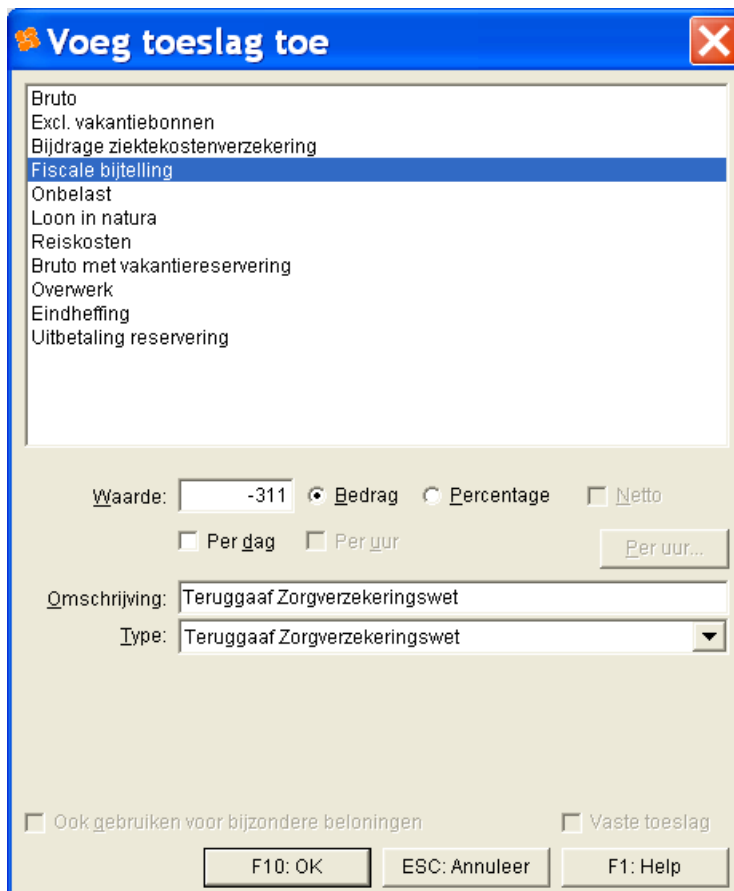 Voeg toeslag toe
Bruto
Excl. vakantiebonnen
Bijdrage ziektekostenverzekering
Fiscale bijtelling
Onbelast
Loon in natura
Reiskosten
Bruto met vakantiereservering
Overwerk
Eindheffing
Uitbetaling reservering
Waarde: -311 Bedrag Percentage Netto
Per dag Per uur Per uur...
Omschrijving: Teruggaaf Zorgverzekeringswet
Type: Teruggaaf Zorgverzekeringswet
Ook gebruiken voor bijzondere beloningen Vaste toeslag
F10: OK ESC: Annuleer F1: Help